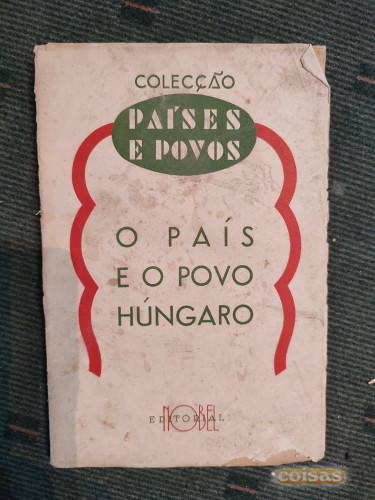 COLECÇÃO
PAÍSES
E POVOS
O PAÍS
E O POVO
HÚNGARO
EDITORIAL
NOBEL
coisas